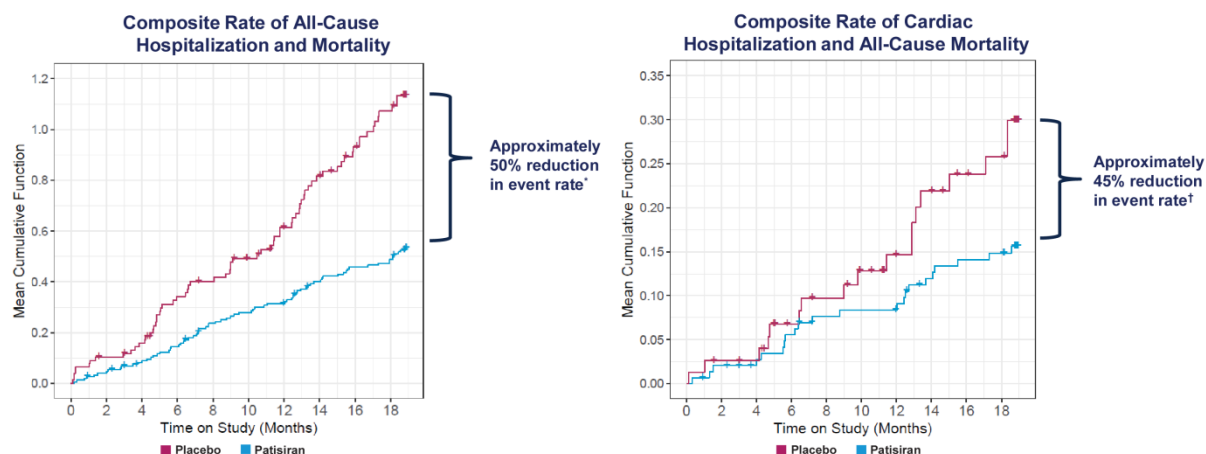 Composite Rate of All-Cause
Hospitalization and Mortality
Mean Cumulative Function
1.2
1.0
0.8
0.6
0.4
0.2
0.0
0 2 4 6 8 10 12 14 16 18
Time on Study (Months)
Placebo Patisiran
Approximately
50% reduction
in event rate*
Composite Rate of Cardiac
Hospitalization and All-Cause Mortality
Mean Cumulative Function
0.35
0.30
0.25
0.20
0.15
0.10
0.05
0.00
0 2 4 6 8 10 12 14 16 18
Time on Study (Months)
Placebo Patisiran
Approximately
45% reduction
in event rate†